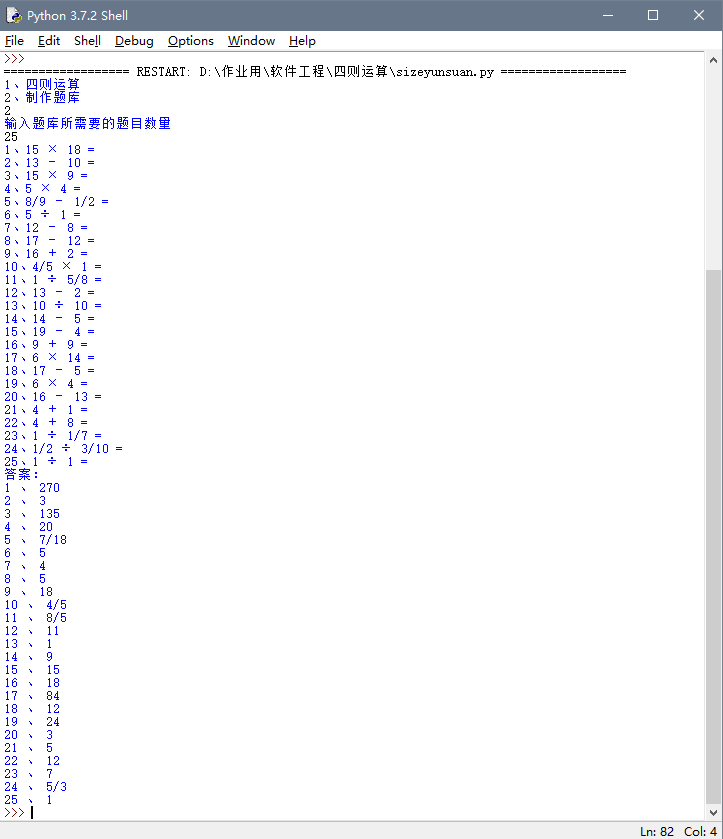 Python 3.7.2 Shell
File Edit Shell Debug Options Window Help
>>>
================= RESTART: D:\作业用\软件工程\四则运算\sizeyunsuan.py ==================
1、四则运算
2、制作题库
2
输入题库所需要的题目数量
25
1、15 × 18 =
2、13 - 10 =
3、15 × 9 =
4、5 × 4 =
5、8/9 - 1/2 =
6、5 ÷ 1 =
7、12 - 8 =
8、17 - 12 =
9、16 + 2 =
10、4/5 × 1 =
11、1 ÷ 5/8 =
12、13 - 2 =
13、10 ÷ 10 =
14、14 - 5 =
15、19 - 4 =
16、9 + 9 =
17、6 × 14 =
18、17 - 5 =
19、6 × 4 =
20、16 - 13 =
21、4 + 1 =
22、4 + 8 =
23、1 ÷ 1/7 =
24、1/2 ÷ 3/10 =
25、1 ÷ 1 =
答案:
1 、 270
2 、 3
3 、 135
4 、 20
5 、 7/18
6 、 5
7 、 4
8 、 5
9 、 18
10 、 4/5
11 、 8/5
12 、 11
13 、 1
14 、 9
15 、 15
16 、 18
17 、 84
18 、 12
19 、 24
20 、 3
21 、 5
22 、 12
23 、 7
24 、 5/3
25 、 1
>>>
Ln: 82 Col: 4